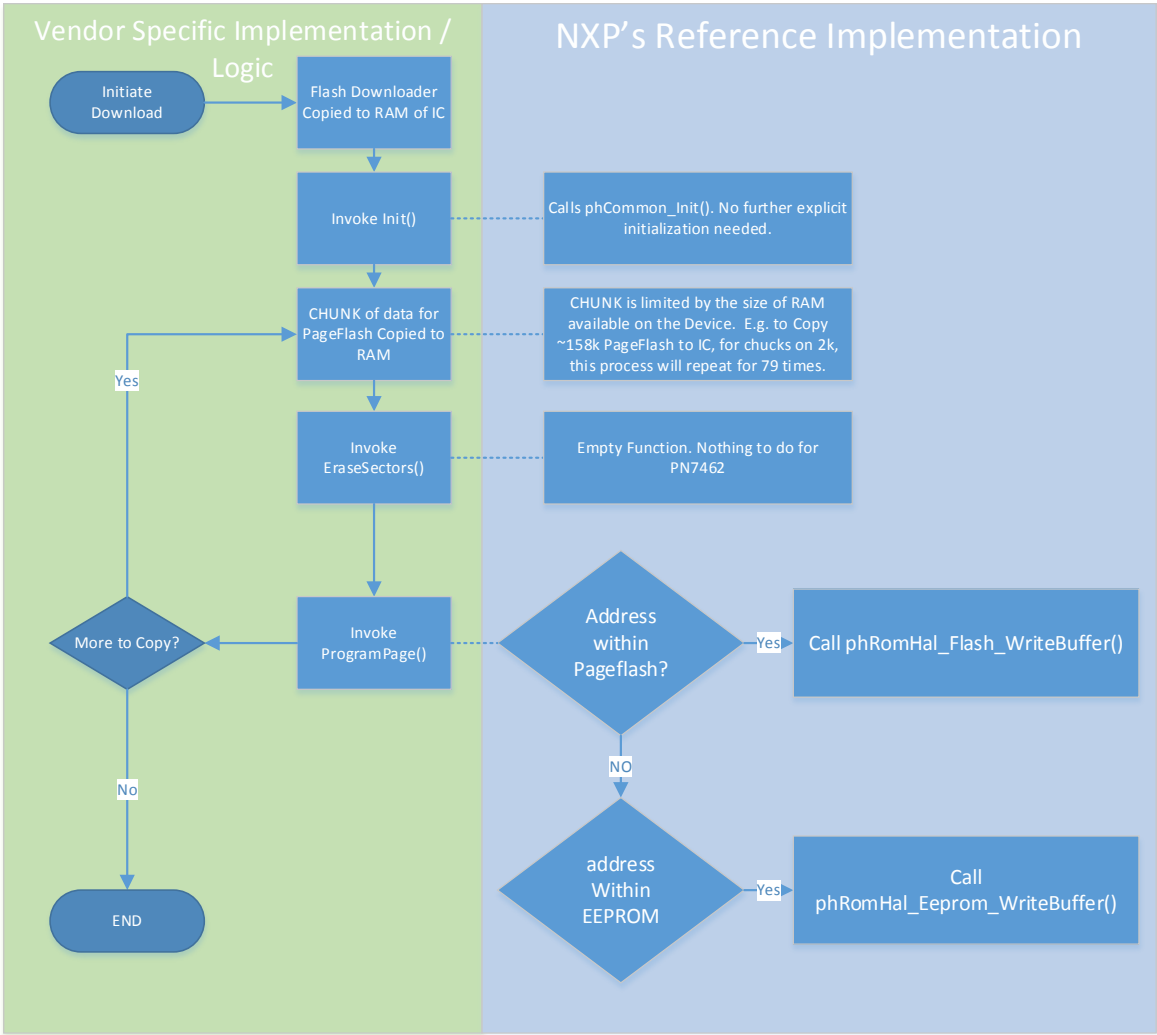 Vendor Specific Implementation /
Logic
NXP's Reference Implementation
Initiate
Download
Flash Downloader
Copied to RAM of IC
Invoke Init()
Calls phCommon_Init(). No further explicit
initialization needed.
CHUNK of data for
PageFlash Copied to
RAM
CHUNK is limited by the size of RAM
available on the Device.  E.g. to Copy
~158k PageFlash to IC, for chucks on 2k,
this process will repeat for 79 times.
Yes
Invoke
EraseSectors()
Empty Function. Nothing to do for
PN7462
More to Copy?
Invoke
ProgramPage()
Address
within
Pageflash?
Yes
Call phRomHal_Flash_WriteBuffer()
NO
No
address
Within
EEPROM
Yes
Call
phRomHal_Eeprom_WriteBuffer()
END